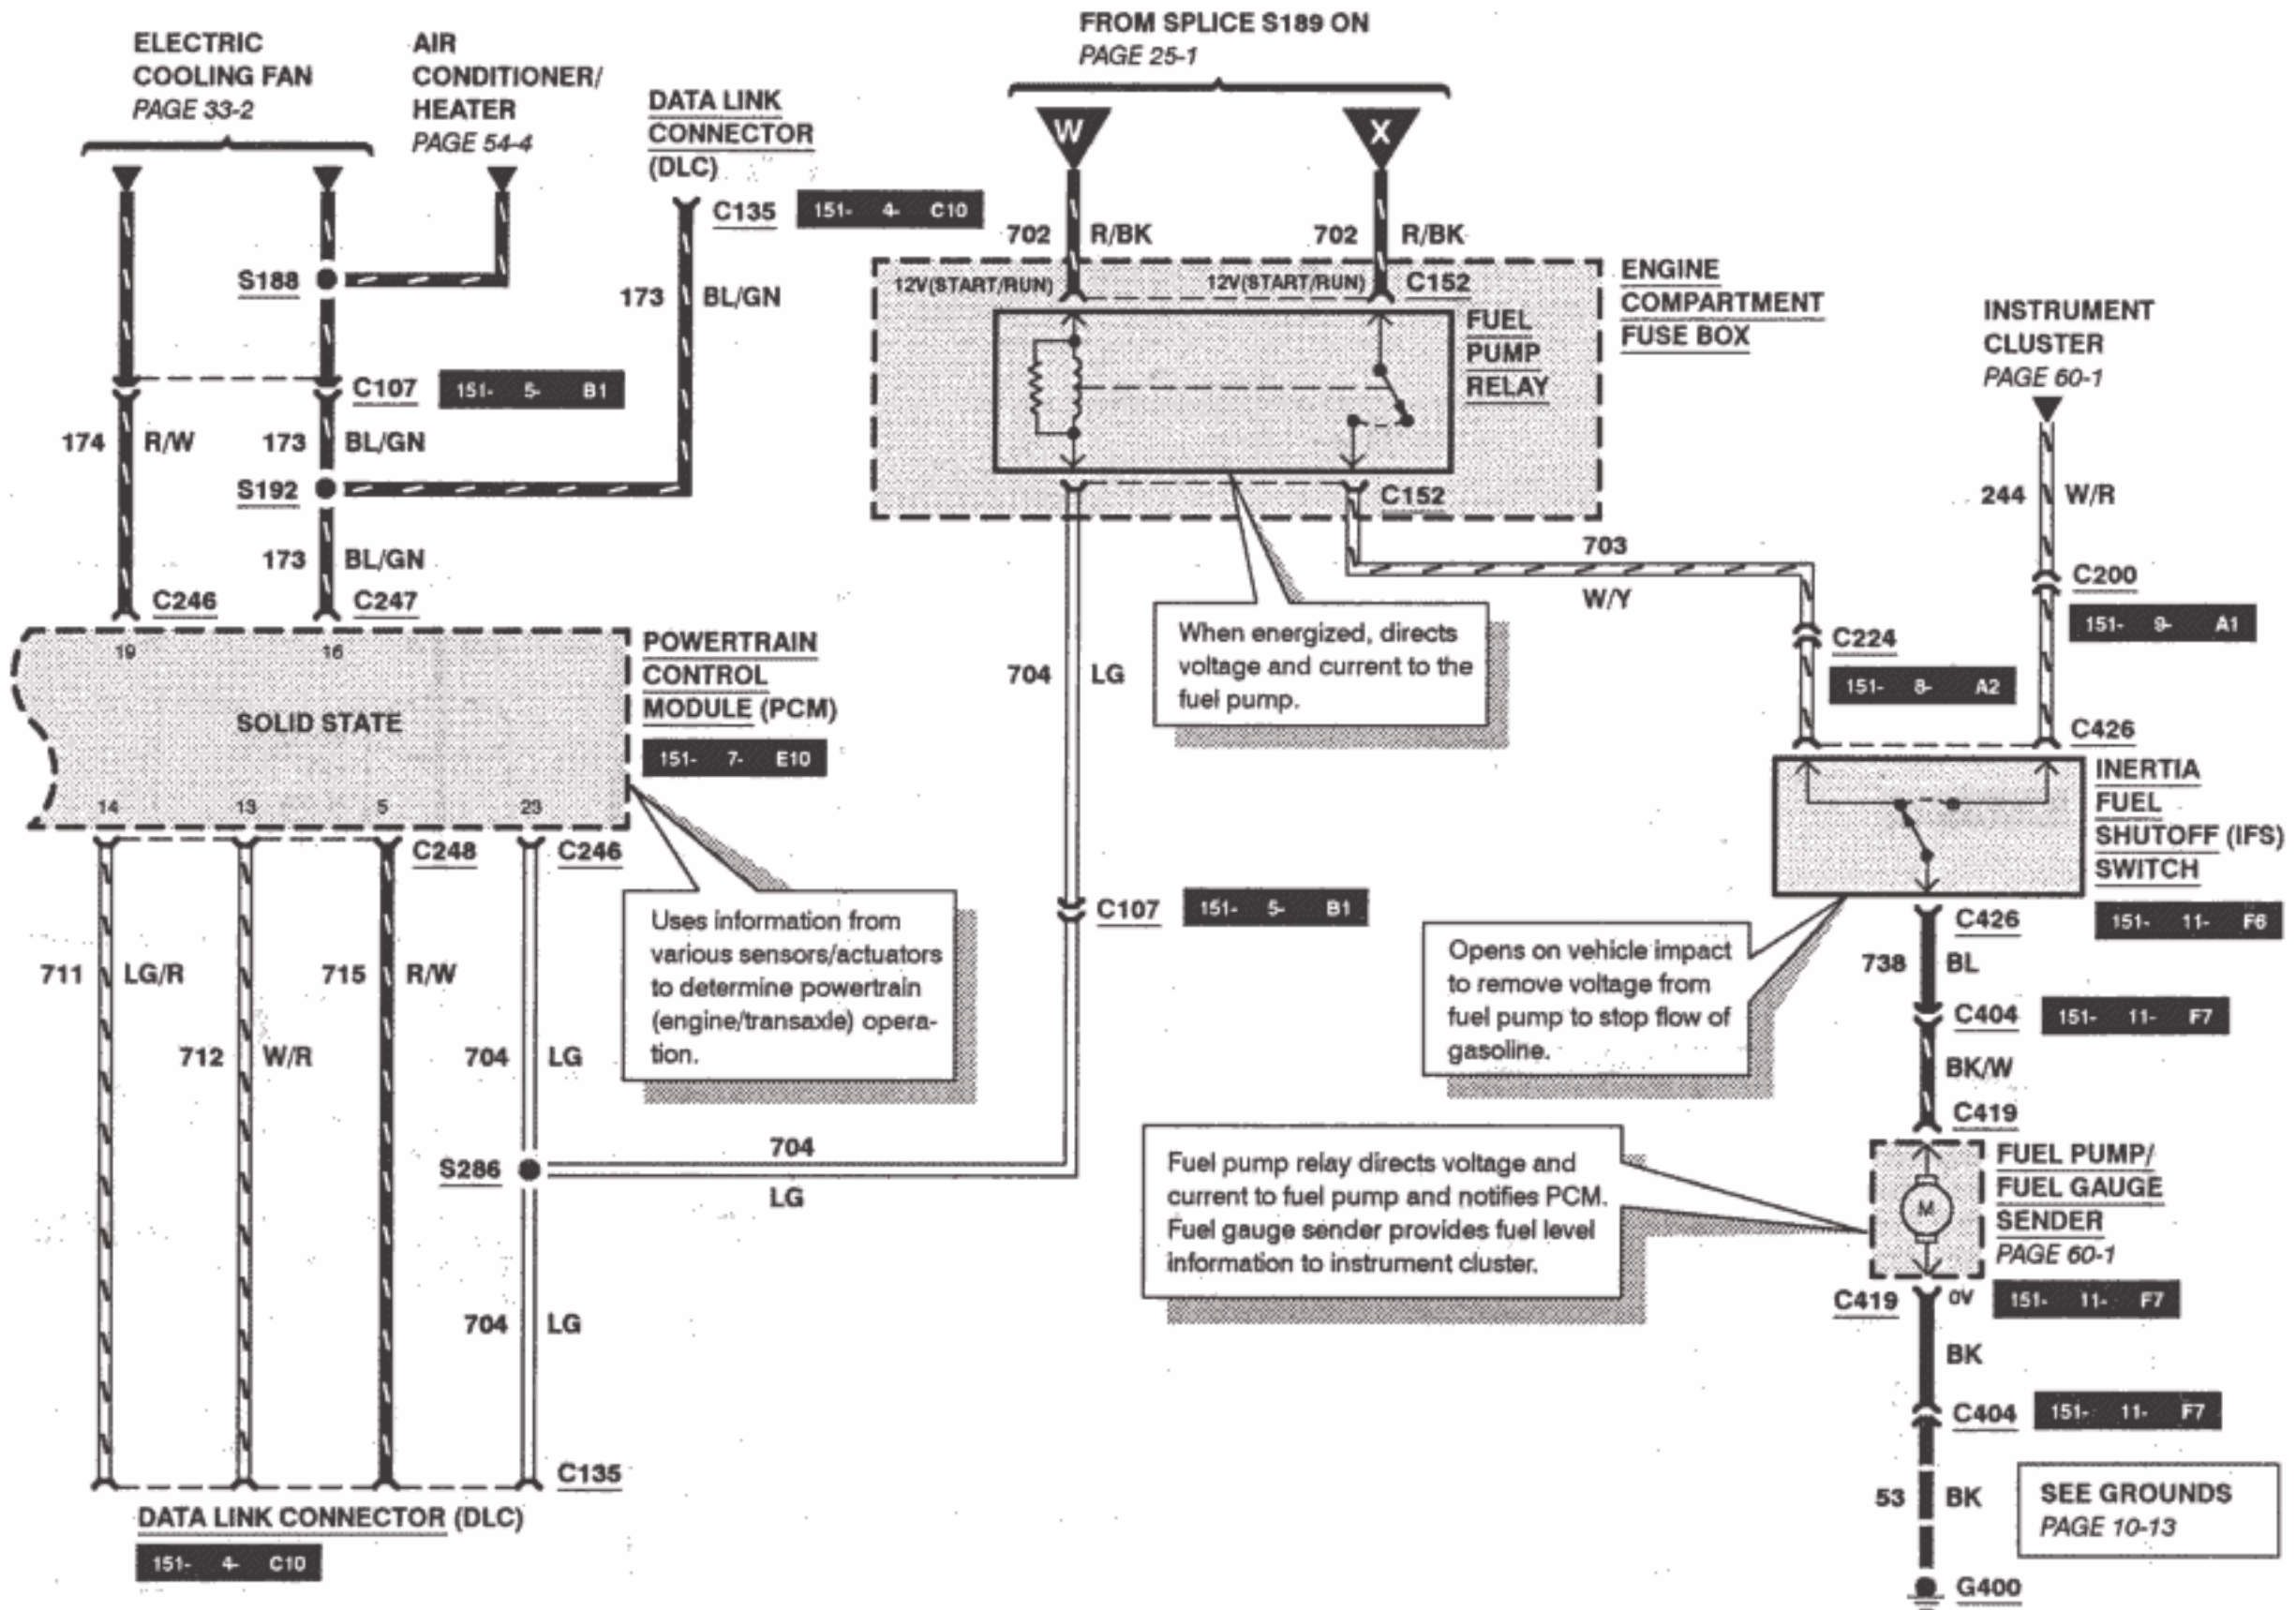 ELECTRIC
COOLING FAN
PAGE 33-2
AIR
CONDITIONER/
HEATER
PAGE 54-4
DATA LINK
CONNECTOR
(DLC)
C135
151- 4- C10
FROM SPLICE S189 ON
PAGE 25-1
W
X
702 R/BK
702 R/BK
12V(START/RUN)
12V(START/RUN)
C152
ENGINE
COMPARTMENT
FUSE BOX
FUEL
PUMP
RELAY
C152
INSTRUMENT
CLUSTER
PAGE 60-1
S188
173 BL/GN
C107
151- 5- B1
174 R/W
173 BL/GN
S192
173 BL/GN
C246
C247
244 W/R
703
W/Y
C200
151- 9- A1
C224
151- 8- A2
C426
19
16
SOLID STATE
14
13
5
23
POWERTRAIN
CONTROL
MODULE (PCM)
151- 7- E10
704 LG
When energized, directs
voltage and current to the
fuel pump.
INERTIA
FUEL
SHUTOFF (IFS)
SWITCH
151- 11- F6
C248
C246
Uses information from
various sensors/actuators
to determine powertrain
(engine/transaxle) opera-
tion.
C107
151- 5- B1
Opens on vehicle impact
to remove voltage from
fuel pump to stop flow of
gasoline.
C426
738 BL
C404
151- 11- F7
BK/W
C419
711 LG/R
715 R/W
712 W/R
704 LG
S286
704
LG
704 LG
Fuel pump relay directs voltage and
current to fuel pump and notifies PCM.
Fuel gauge sender provides fuel level
information to instrument cluster.
M
FUEL PUMP/
FUEL GAUGE
SENDER
PAGE 60-1
C419
0V
151- 11- F7
BK
C404
151- 11- F7
53 BK
SEE GROUNDS
PAGE 10-13
G400
C135
DATA LINK CONNECTOR (DLC)
151- 4- C10